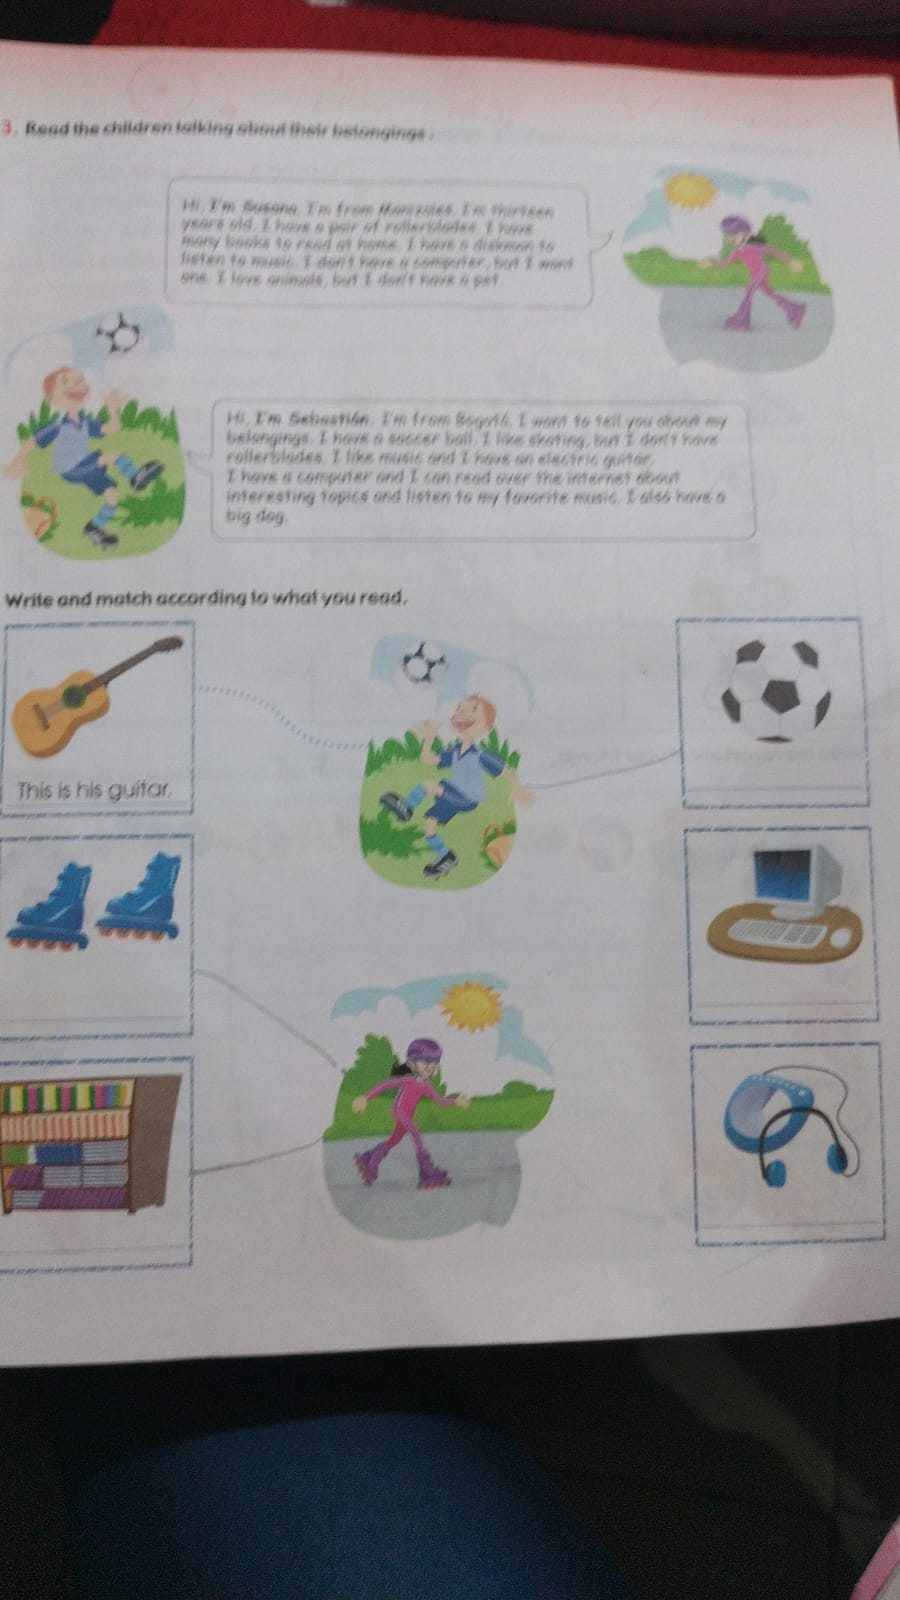 3. Read the children talking about their belongings.
Hi, I'm Susana. I'm from Manizales. I'm thirteen
years old. I have a pair of rollerblades. I have
many books to read at home. I have a diskman to
listen to music. I don't have a computer, but I want
one. I love animals, but I don't have a pet.
Hi, I'm Sebastián. I'm from Bogotá. I want to tell you about my
belongings. I have a soccer ball. I like skating, but I don't have
rollerblades. I like music and I have an electric guitar.
I have a computer and I can read over the internet about
interesting topics and listen to my favorite music. I also have a
big dog.
Write and match according to what you read.
This is his guitar.